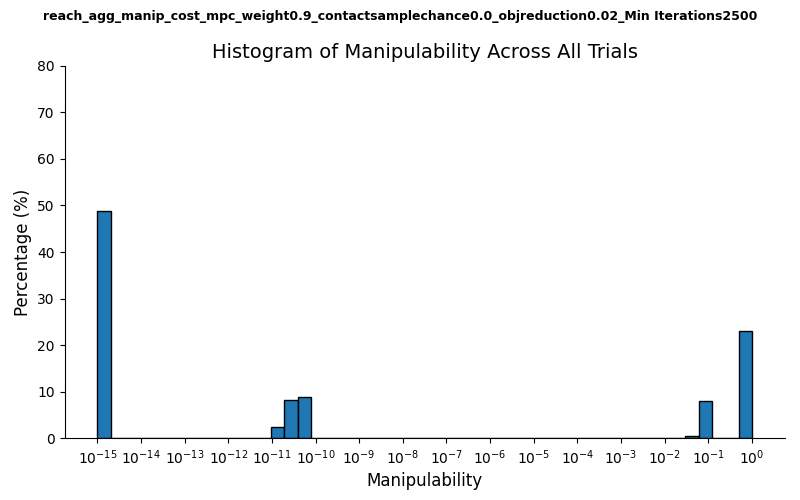 reach_agg_manip_cost_mpc_weight0.9_contactsamplechance0.0_objreduction0.02_Min Iterations2500
Histogram of Manipulability Across All Trials
Percentage (%)
80
70
60
50
40
30
20
10
0
10⁻¹⁵ 10⁻¹⁴ 10⁻¹³ 10⁻¹² 10⁻¹¹ 10⁻¹⁰ 10⁻⁹ 10⁻⁸ 10⁻⁷ 10⁻⁶ 10⁻⁵ 10⁻⁴ 10⁻³ 10⁻² 10⁻¹ 10⁰
Manipulability